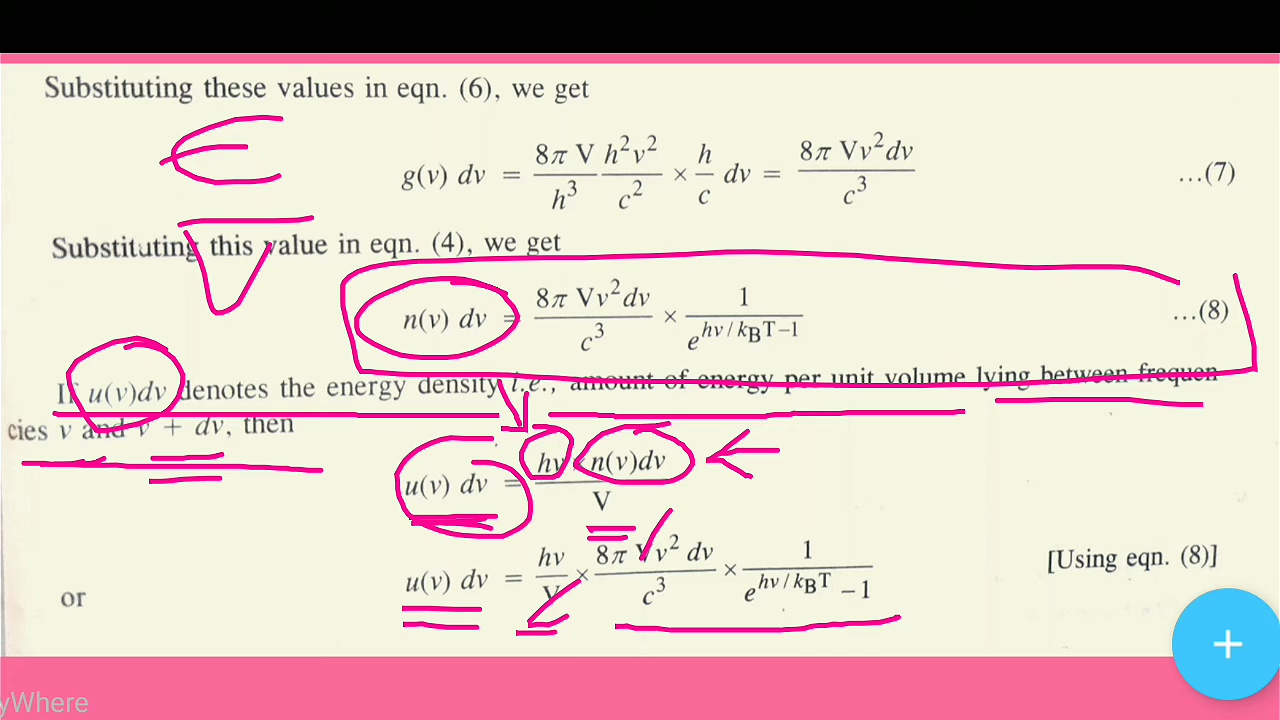 Substituting these values in eqn. (6), we get
g(ν) dν = 8π V/h³ h²ν²/c² × h/c dν = 8π Vν²dν/c³ ...(7)
E
V
Substituting this value in eqn. (4), we get
n(ν) dν = 8π Vν²dν/c³ × 1/e^hν/k_BT–1 ...(8)
If u(ν)dν denotes the energy density i.e., amount of energy per unit volume lying between frequen
cies ν and ν + dν, then
u(ν) dν = hν × n(ν)dν/V
or u(ν) dν = hν/V × 8π Vν² dν/c³ × 1/e^hν/k_BT – 1 [Using eqn. (8)]
+
yWhere